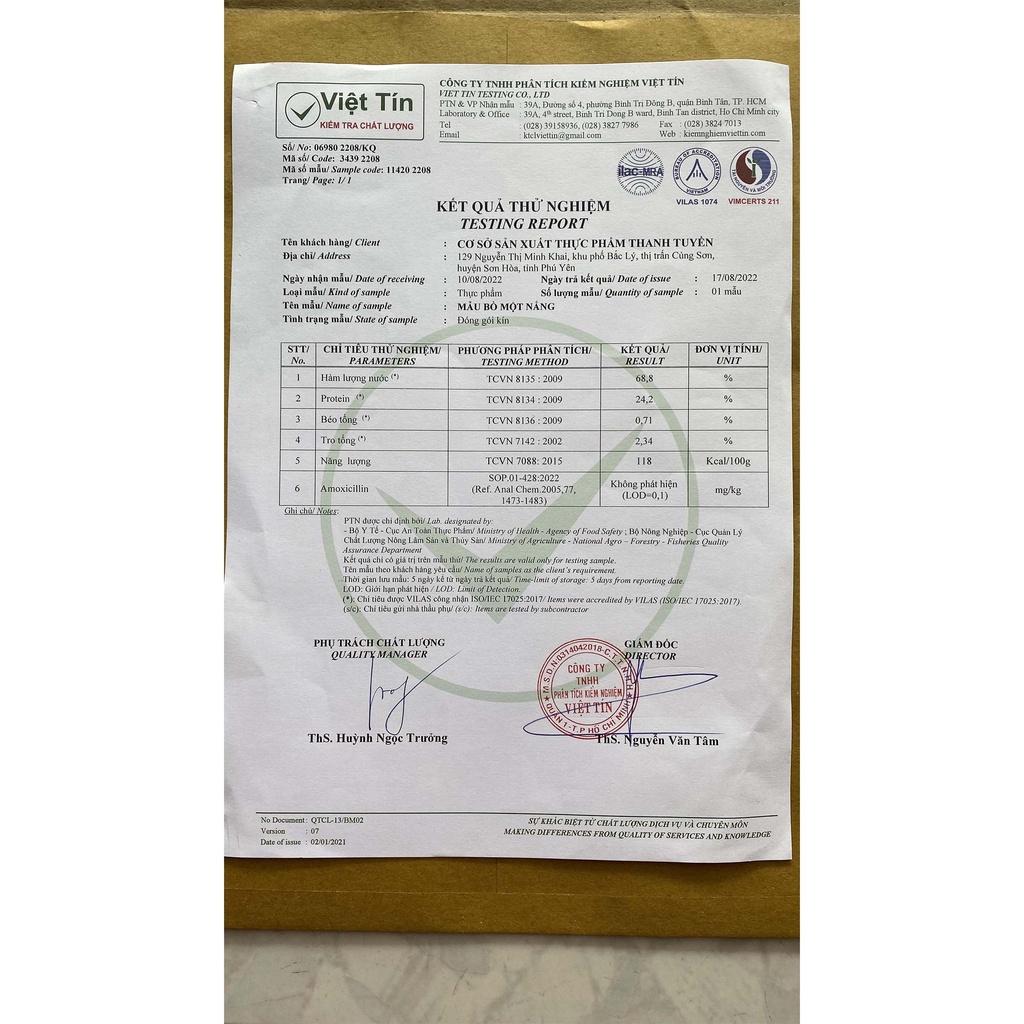 Việt Tín
KIỂM TRA CHẤT LƯỢNG
CÔNG TY TNHH PHÂN TÍCH KIỂM NGHIỆM VIỆT TÍN
VIET TIN TESTING CO., LTD
PTN & VP Nhận mẫu : 39A, Đường số 4, phường Bình Trị Đông B, quận Bình Tân, TP. HCM
Laboratory & Office : 39A, 4th street, Binh Tri Dong B ward, Binh Tan district, Ho Chi Minh city
Tel : (028) 39158936, (028) 3827 7986 Fax : (028) 3824 7013
Email : ktclviettin@gmail.com Web : kiemnghiemviettin.com
Số/ No: 06980 2208/KQ
Mã số/ Code: 3439 2208
Mã số mẫu/ Sample code: 11420 2208
Trang/ Page: 1/ 1
ilac-MRA
BUREAU OF ACCREDITATION
VIETNAM
VILAS 1074
TÀI NGUYÊN VÀ MÔI TRƯỜNG
VIMCERTS 211
KẾT QUẢ THỬ NGHIỆM
TESTING REPORT
Tên khách hàng/ Client : CƠ SỞ SẢN XUẤT THỰC PHẨM THANH TUYỀN
Địa chỉ/ Address : 129 Nguyễn Thị Minh Khai, khu phố Bắc Lý, thị trấn Củng Sơn,
huyện Sơn Hòa, tỉnh Phú Yên
Ngày nhận mẫu/ Date of receiving : 10/08/2022 Ngày trả kết quả/ Date of issue : 17/08/2022
Loại mẫu/ Kind of sample : Thực phẩm Số lượng mẫu/ Quantity of sample : 01 mẫu
Tên mẫu/ Name of sample : MẪU BÒ MỘT NẮNG
Tình trạng mẫu/ State of sample : Đóng gói kín
STT/ CHỈ TIÊU THỬ NGHIỆM/ PHƯƠNG PHÁP PHÂN TÍCH/ KẾT QUẢ/ ĐƠN VỊ TÍNH/
No. PARAMETERS TESTING METHOD RESULT UNIT
1 Hàm lượng nước (*) TCVN 8135 : 2009 68,8 %
2 Protein (*) TCVN 8134 : 2009 24,2 %
3 Béo tổng (*) TCVN 8136 : 2009 0,71 %
4 Tro tổng (*) TCVN 7142 : 2002 2,34 %
5 Năng lượng TCVN 7088: 2015 118 Kcal/100g
6 Amoxicillin SOP.01-428:2022 Không phát hiện mg/kg
(Ref. Anal Chem.2005,77, (LOD=0,1)
1473-1483)
Ghi chú/ Notes:
PTN được chỉ định bởi/ Lab. designated by:
- Bộ Y Tế - Cục An Toàn Thực Phẩm/ Ministry of Health - Agency of Food Safety ; Bộ Nông Nghiệp - Cục Quản Lý
Chất Lượng Nông Lâm Sản và Thủy Sản/ Ministry of Agriculture - National Agro – Forestry - Fisheries Quality
Assurance Department
Kết quả chỉ có giá trị trên mẫu thử/ The results are valid only for testing sample.
Tên mẫu theo khách hàng yêu cầu/ Name of samples as the client's requirement.
Thời gian lưu mẫu: 5 ngày kể từ ngày trả kết quả/ Time-limit of storage: 5 days from reporting date.
LOD: Giới hạn phát hiện / LOD: Limit of Detection.
(*): Chỉ tiêu được VILAS công nhận ISO/IEC 17025:2017/ Items were accredited by VILAS (ISO/IEC 17025:2017).
(s/c): Chỉ tiêu gửi nhà thầu phụ/ (s/c): Items are tested by subcontractor
PHỤ TRÁCH CHẤT LƯỢNG
QUALITY MANAGER
GIÁM ĐỐC
DIRECTOR
M.S.D.N:0314042018-C.T.T.N.H.H
CÔNG TY
TNHH
PHÂN TÍCH KIỂM NGHIỆM
VIỆT TÍN
QUẬN 1-T.P HỒ CHÍ MINH
ThS. Huỳnh Ngọc Trưởng
ThS. Nguyễn Văn Tâm
No Document : QTCL-13/BM02
Version : 07
Date of issue : 02/01/2021
SỰ KHÁC BIỆT TỪ CHẤT LƯỢNG DỊCH VỤ VÀ CHUYÊN MÔN
MAKING DIFFERENCES FROM QUALITY OF SERVICES AND KNOWLEDGE